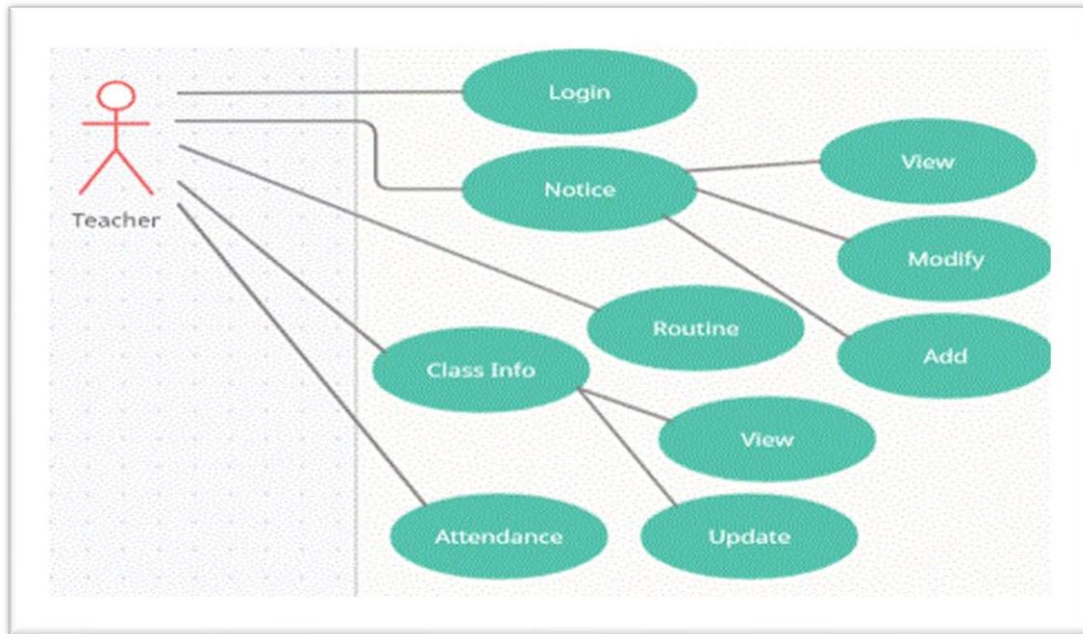 Login
View
Notice
Teacher
Modify
Routine
Add
Class Info
View
Attendance
Update